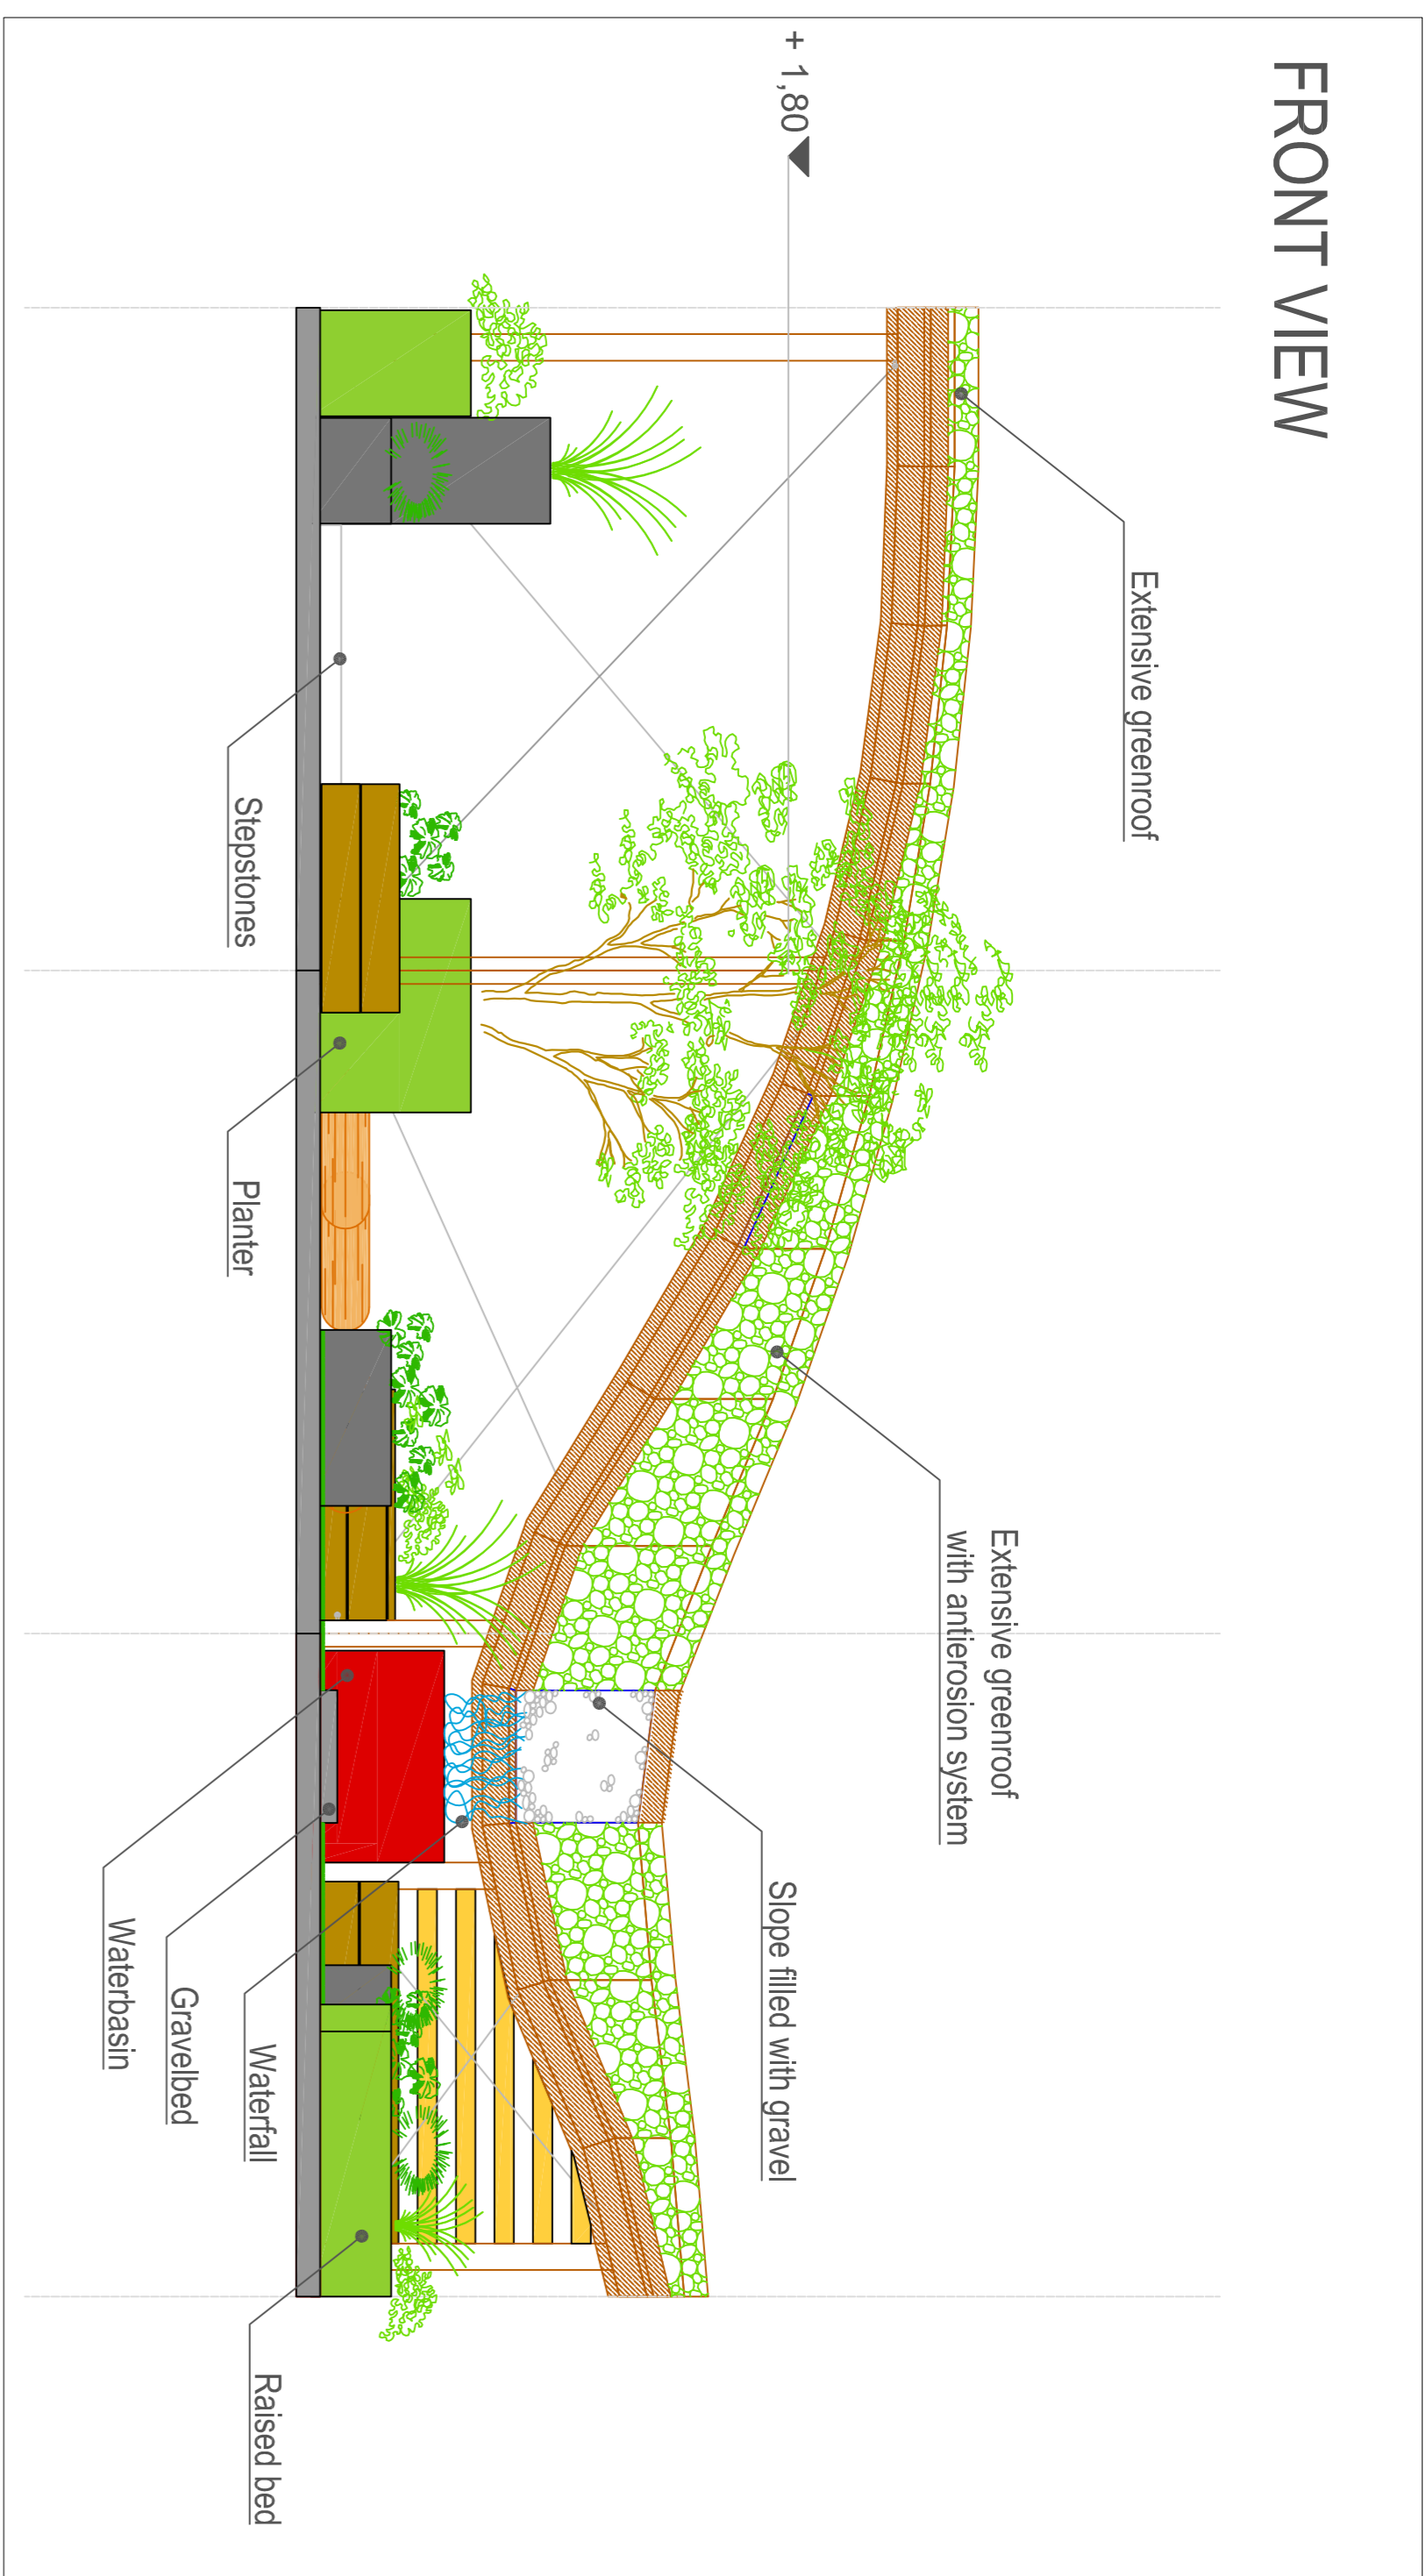 FRONT VIEW
+ 1,80
Extensive greenroof
Extensive greenroof
with antierosion system
Slope filled with gravel
Stepstones
Planter
Waterfall
Gravelbed
Waterbasin
Raised bed